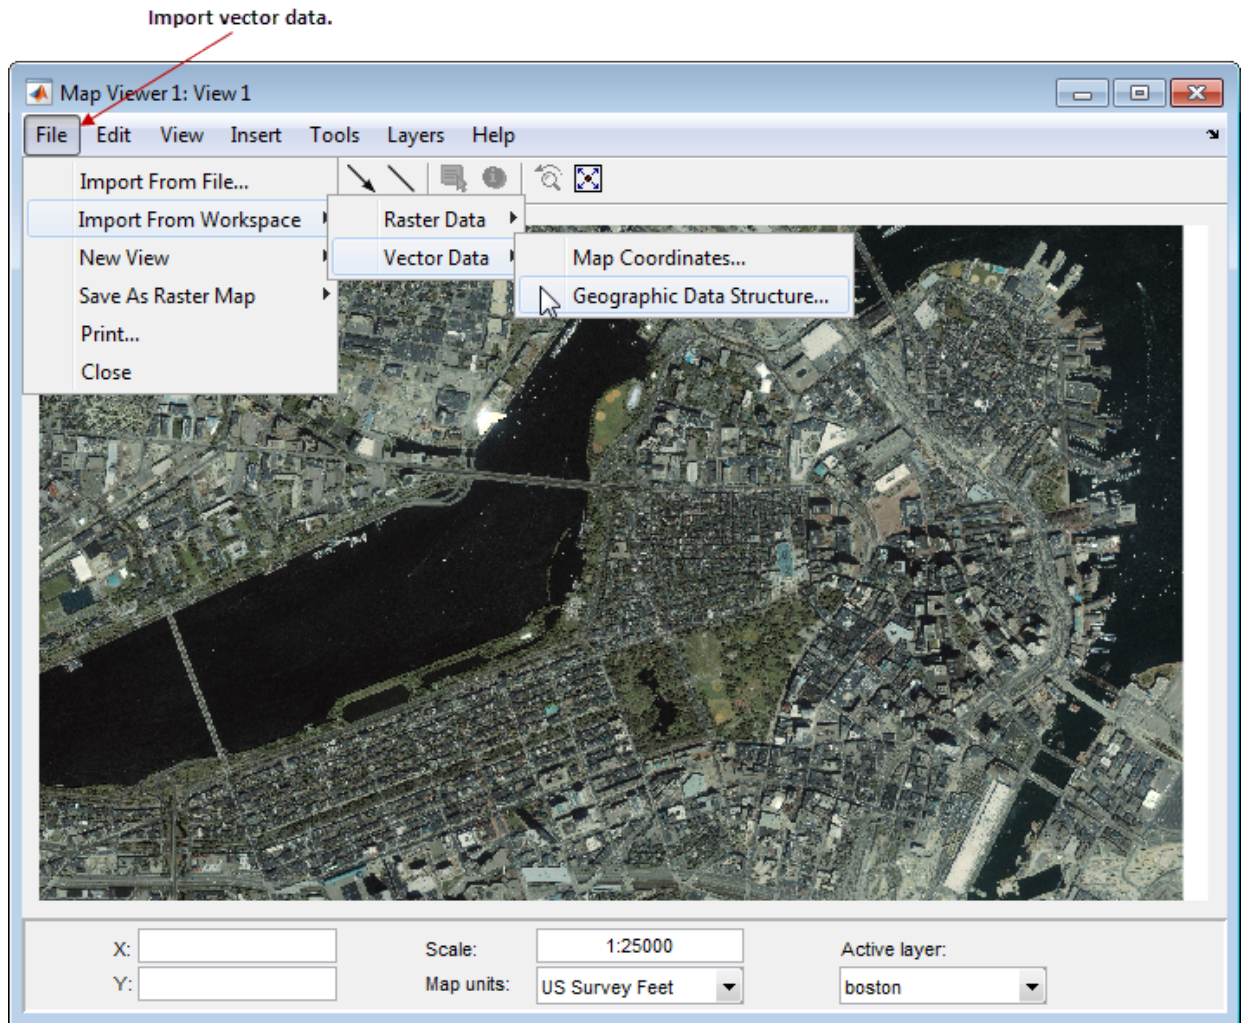 Import vector data.
Map Viewer 1: View 1
File Edit View Insert Tools Layers Help
Import From File...
Import From Workspace
New View
Save As Raster Map
Print...
Close
Raster Data
Vector Data
Map Coordinates...
Geographic Data Structure...
X:
Y:
Scale: 1:25000
Map units: US Survey Feet
Active layer:
boston